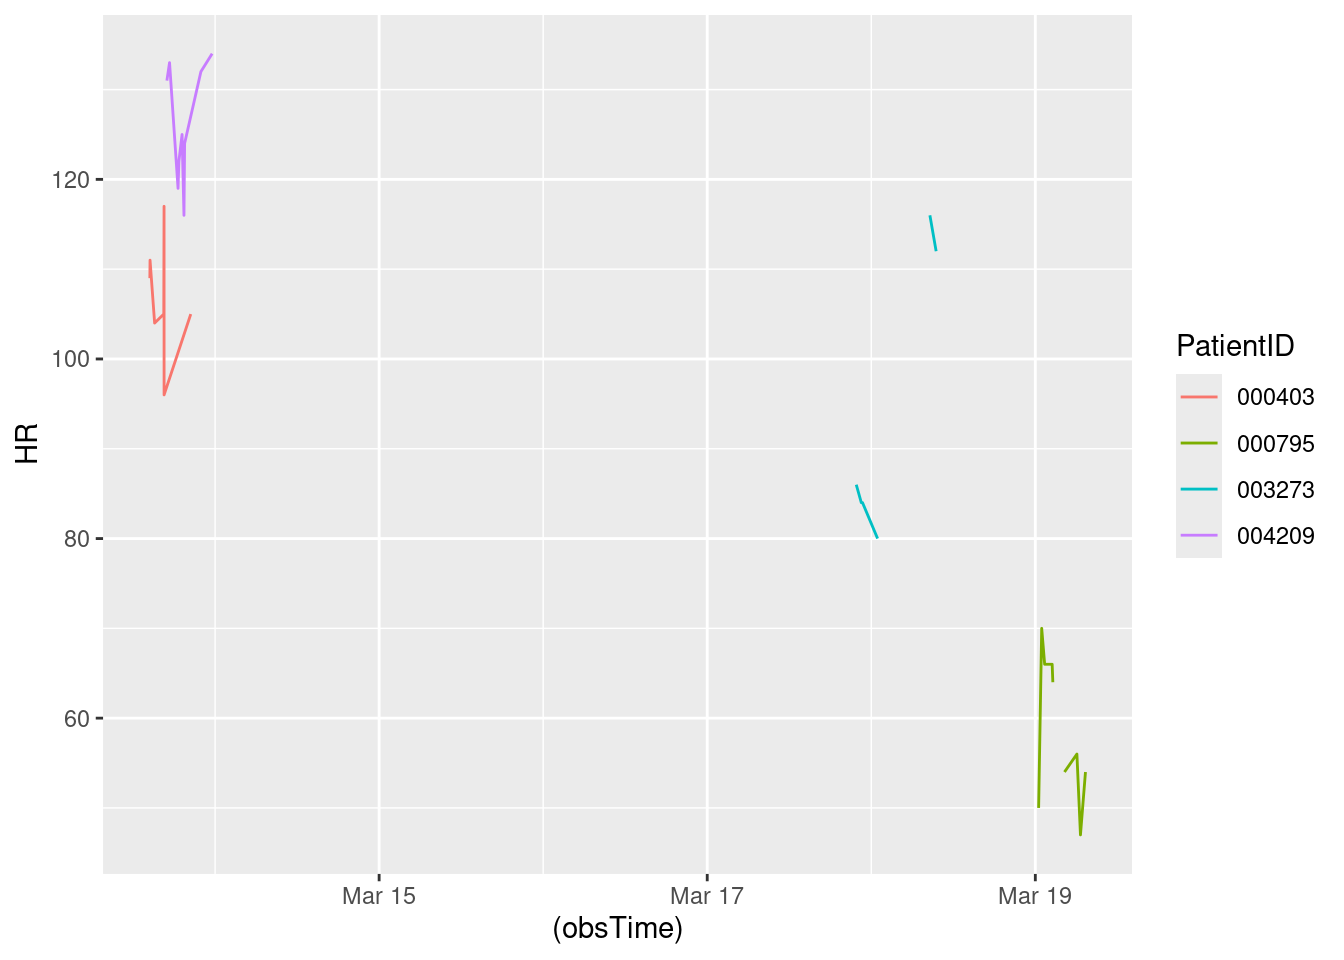 120
100
80
60
HR
Mar 15
Mar 17
Mar 19
(obsTime)
PatientID
000403
000795
003273
004209